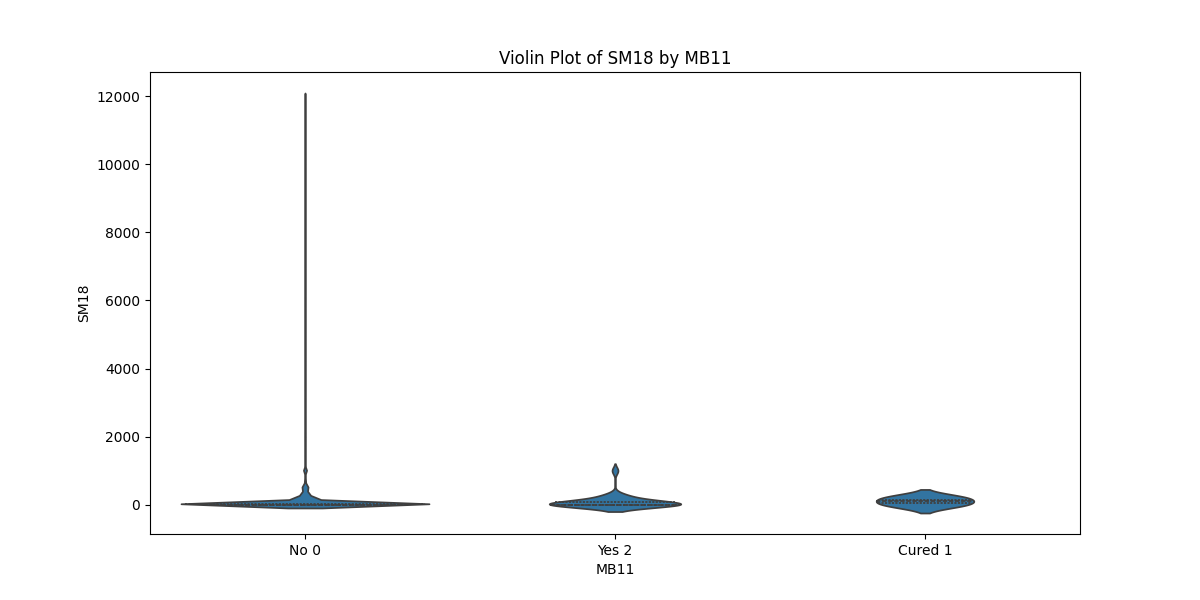 Violin Plot of SM18 by MB11
12000
10000
8000
6000
4000
2000
0
SM18
No 0
Yes 2
Cured 1
MB11